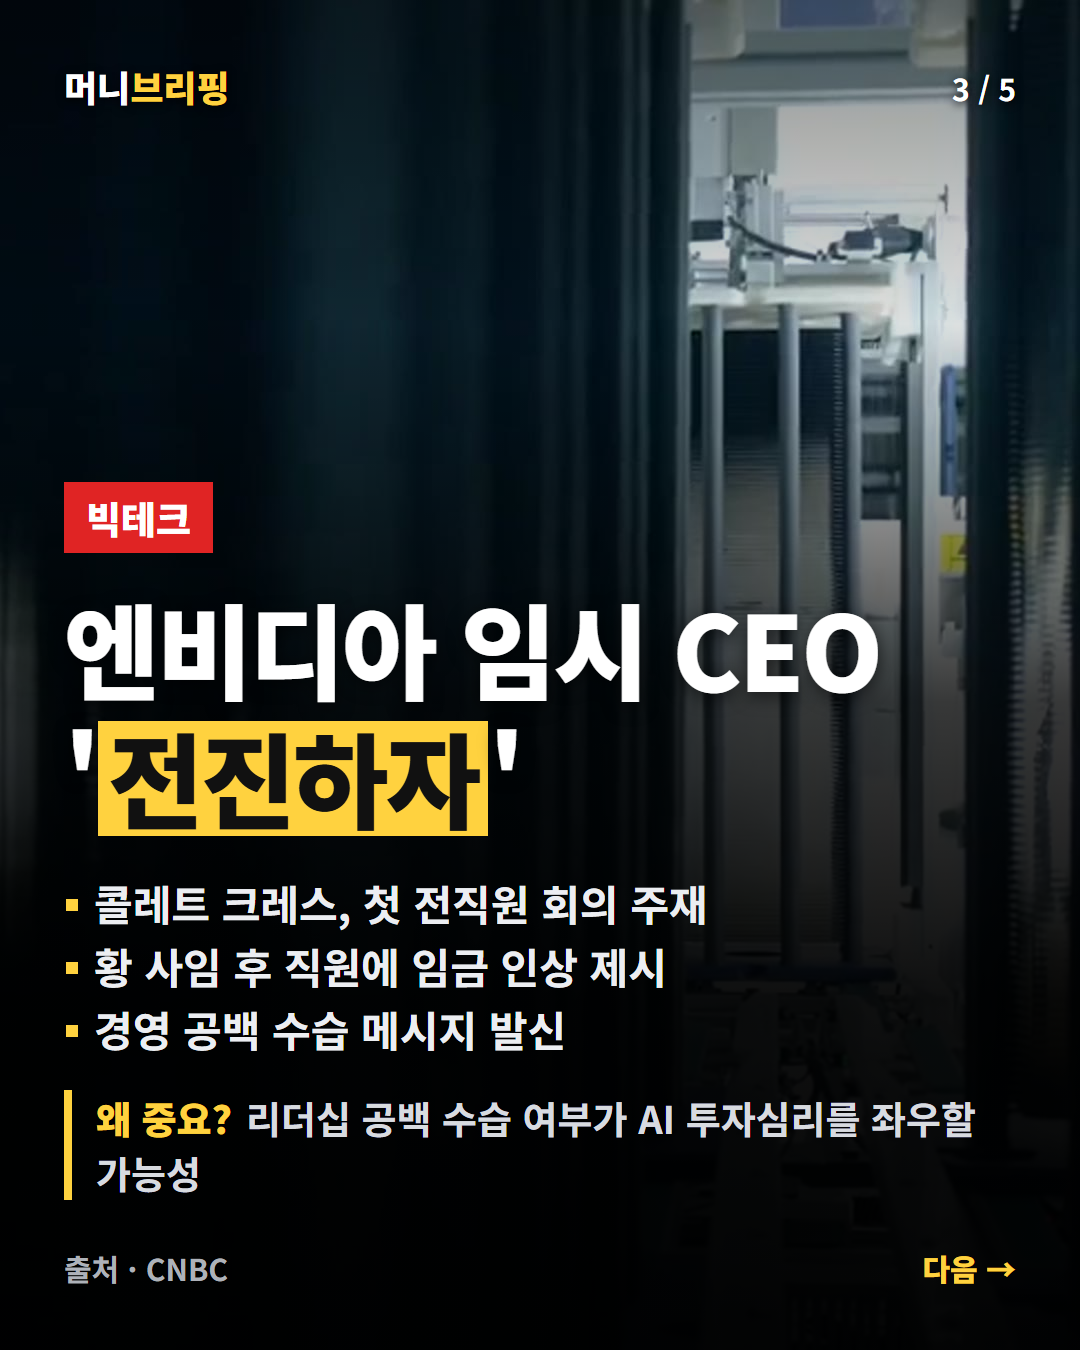 머니브리핑
3 / 5
빅테크
엔비디아 임시 CEO
'전진하자'
콜레트 크레스, 첫 전직원 회의 주재
황 사임 후 직원에 임금 인상 제시
경영 공백 수습 메시지 발신
왜 중요? 리더십 공백 수습 여부가 AI 투자심리를 좌우할
가능성
출처 · CNBC
다음 →